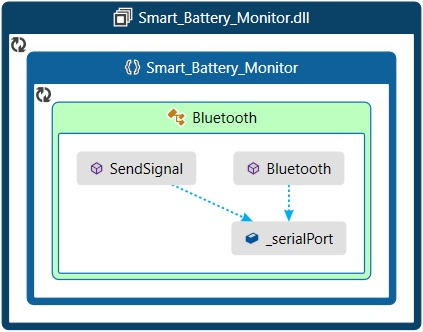 Smart_Battery_Monitor.dll
Smart_Battery_Monitor
Bluetooth
SendSignal
Bluetooth
_serialPort